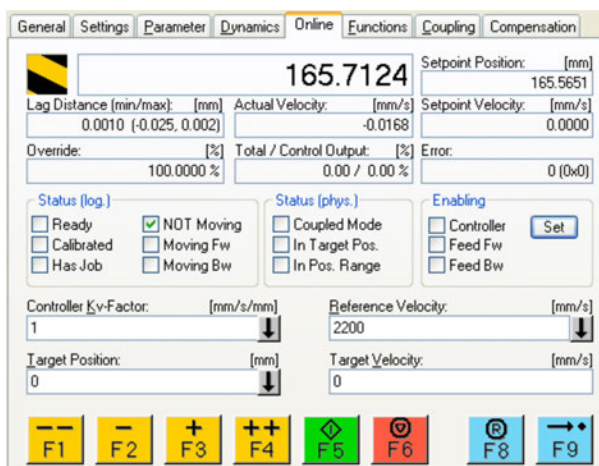 General Settings Parameter Dynamics Online Functions Coupling Compensation
165.7124
Setpoint Position: [mm]
165.5651
Lag Distance (min/max): [mm] Actual Velocity: [mm/s] Setpoint Velocity: [mm/s]
0.0010 (-0.025, 0.002) -0.0168 0.0000
Override: [%] Total / Control Output: [%] Error:
100.0000 % 0.00 / 0.00 % 0 (0x0)
Status (log.) Status (phys.) Enabling
Ready NOT Moving Coupled Mode Controller Set
Calibrated Moving Fw In Target Pos. Feed Fw
Has Job Moving Bw In Pos. Range Feed Bw
Controller Kv-Factor: [mm/s/mm] Reference Velocity: [mm/s]
1 2200
Target Position: [mm] Target Velocity: [mm/s]
0 0
-- - + ++ R
F1 F2 F3 F4 F5 F6 F8 F9